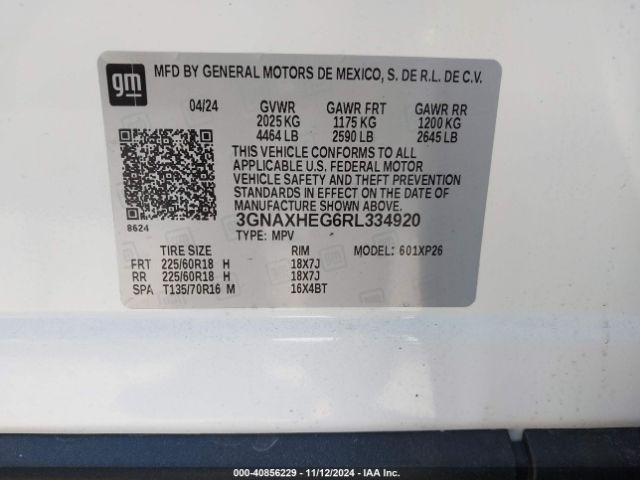 gm
MFD BY GENERAL MOTORS DE MEXICO, S. DE R.L. DE C.V.
04/24 GVWR GAWR FRT GAWR RR
2025 KG 1175 KG 1200 KG
4464 LB 2590 LB 2645 LB
THIS VEHICLE CONFORMS TO ALL
APPLICABLE U.S. FEDERAL MOTOR
VEHICLE SAFETY AND THEFT PREVENTION
STANDARDS IN EFFECT ON THE DATE
OF MANUFACTURE SHOWN ABOVE.
3GNAXHEG6RL334920
8624
TYPE: MPV
TIRE SIZE RIM MODEL: 601XP26
FRT 225/60R18 H 18X7J
RR 225/60R18 H 18X7J
SPA T135/70R16 M 16X4BT
000-40856229 - 11/12/2024 - IAA Inc.